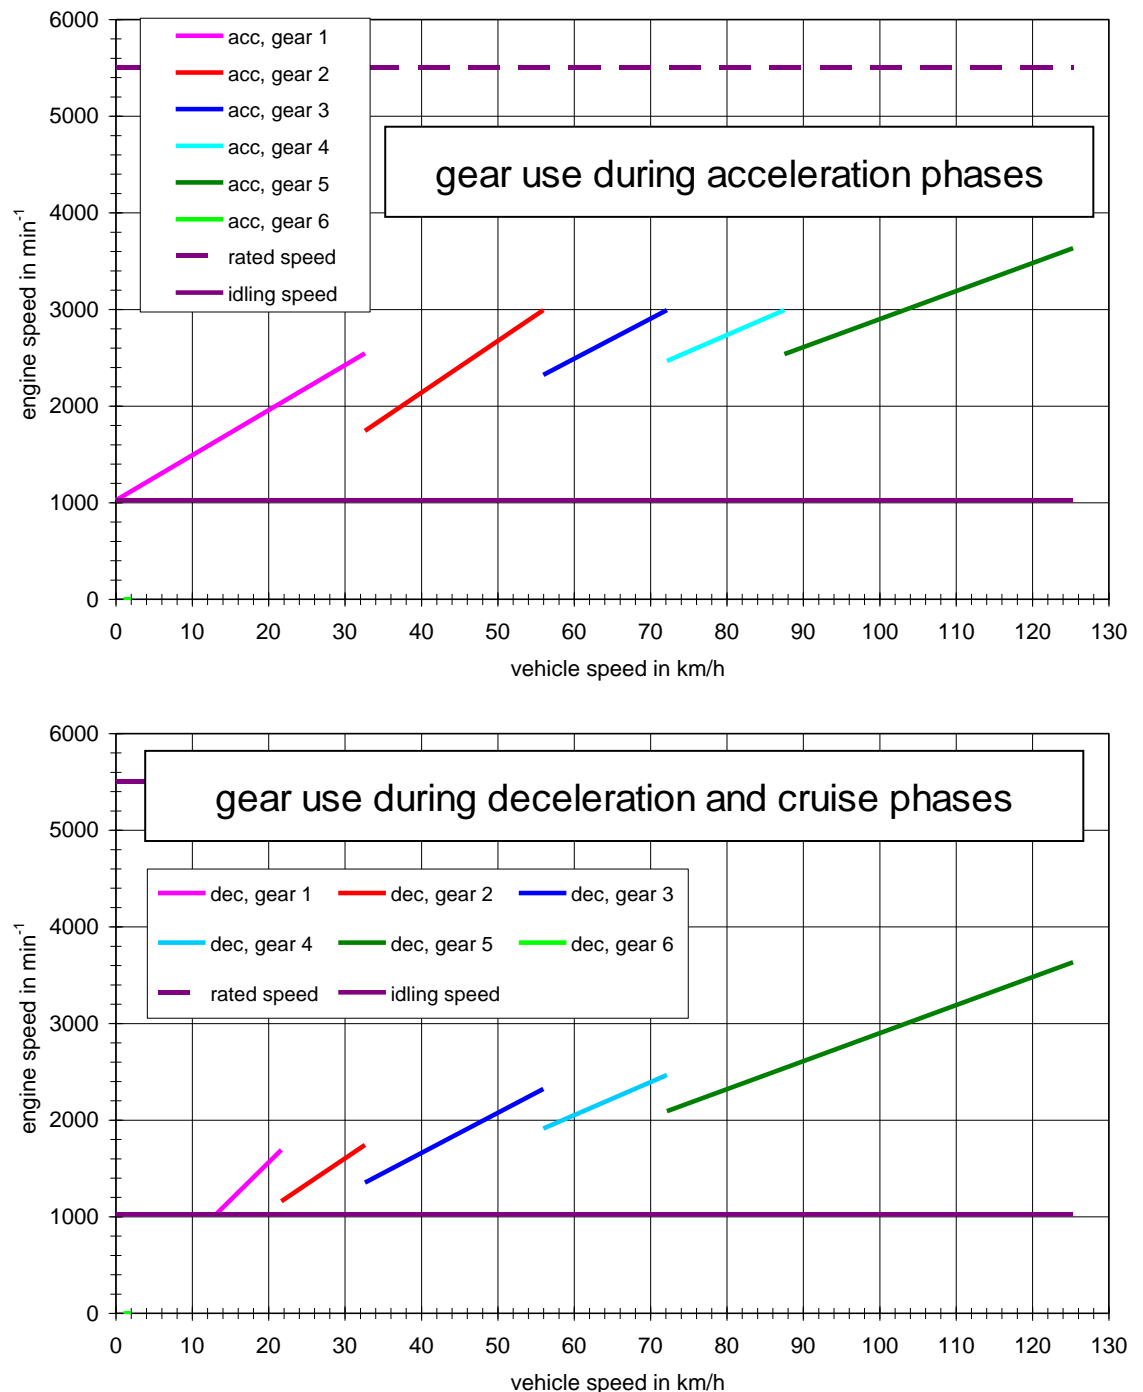 6000
5000
4000
3000
2000
1000
0
engine speed in min-1
acc, gear 1
acc, gear 2
acc, gear 3
acc, gear 4
acc, gear 5
acc, gear 6
rated speed
idling speed
gear use during acceleration phases
0 10 20 30 40 50 60 70 80 90 100 110 120 130
vehicle speed in km/h
6000
5000
4000
3000
2000
1000
0
engine speed in min-1
gear use during deceleration and cruise phases
dec, gear 1 dec, gear 2 dec, gear 3
dec, gear 4 dec, gear 5 dec, gear 6
rated speed idling speed
0 10 20 30 40 50 60 70 80 90 100 110 120 130
vehicle speed in km/h